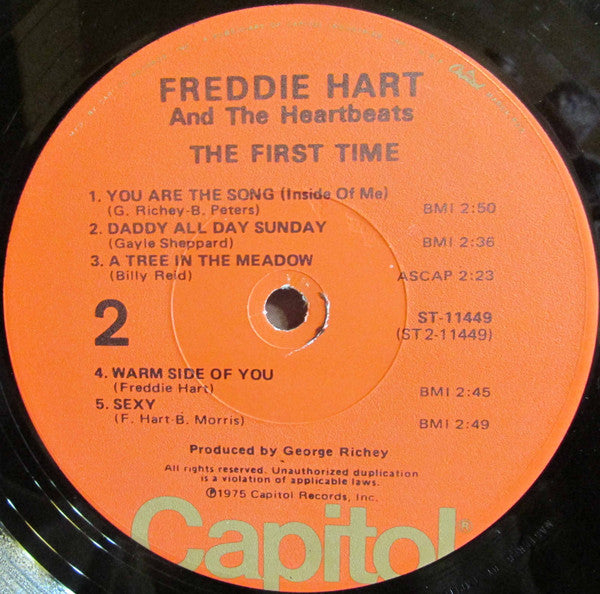 FREDDIE HART
And The Heartbeats
THE FIRST TIME
1. YOU ARE THE SONG (Inside Of Me)
(G. Richey-B. Peters) BMI 2:50
2. DADDY ALL DAY SUNDAY
(Gayle Sheppard) BMI 2:36
3. A TREE IN THE MEADOW
(Billy Reid) ASCAP 2:23
2
ST-11449
(ST2-11449)
4. WARM SIDE OF YOU
(Freddie Hart) BMI 2:45
5. SEXY
(F. Hart-B. Morris) BMI 2:49
Produced by George Richey
All rights reserved. Unauthorized duplication
is a violation of applicable laws.
℗1975 Capitol Records, Inc.
Capitol®